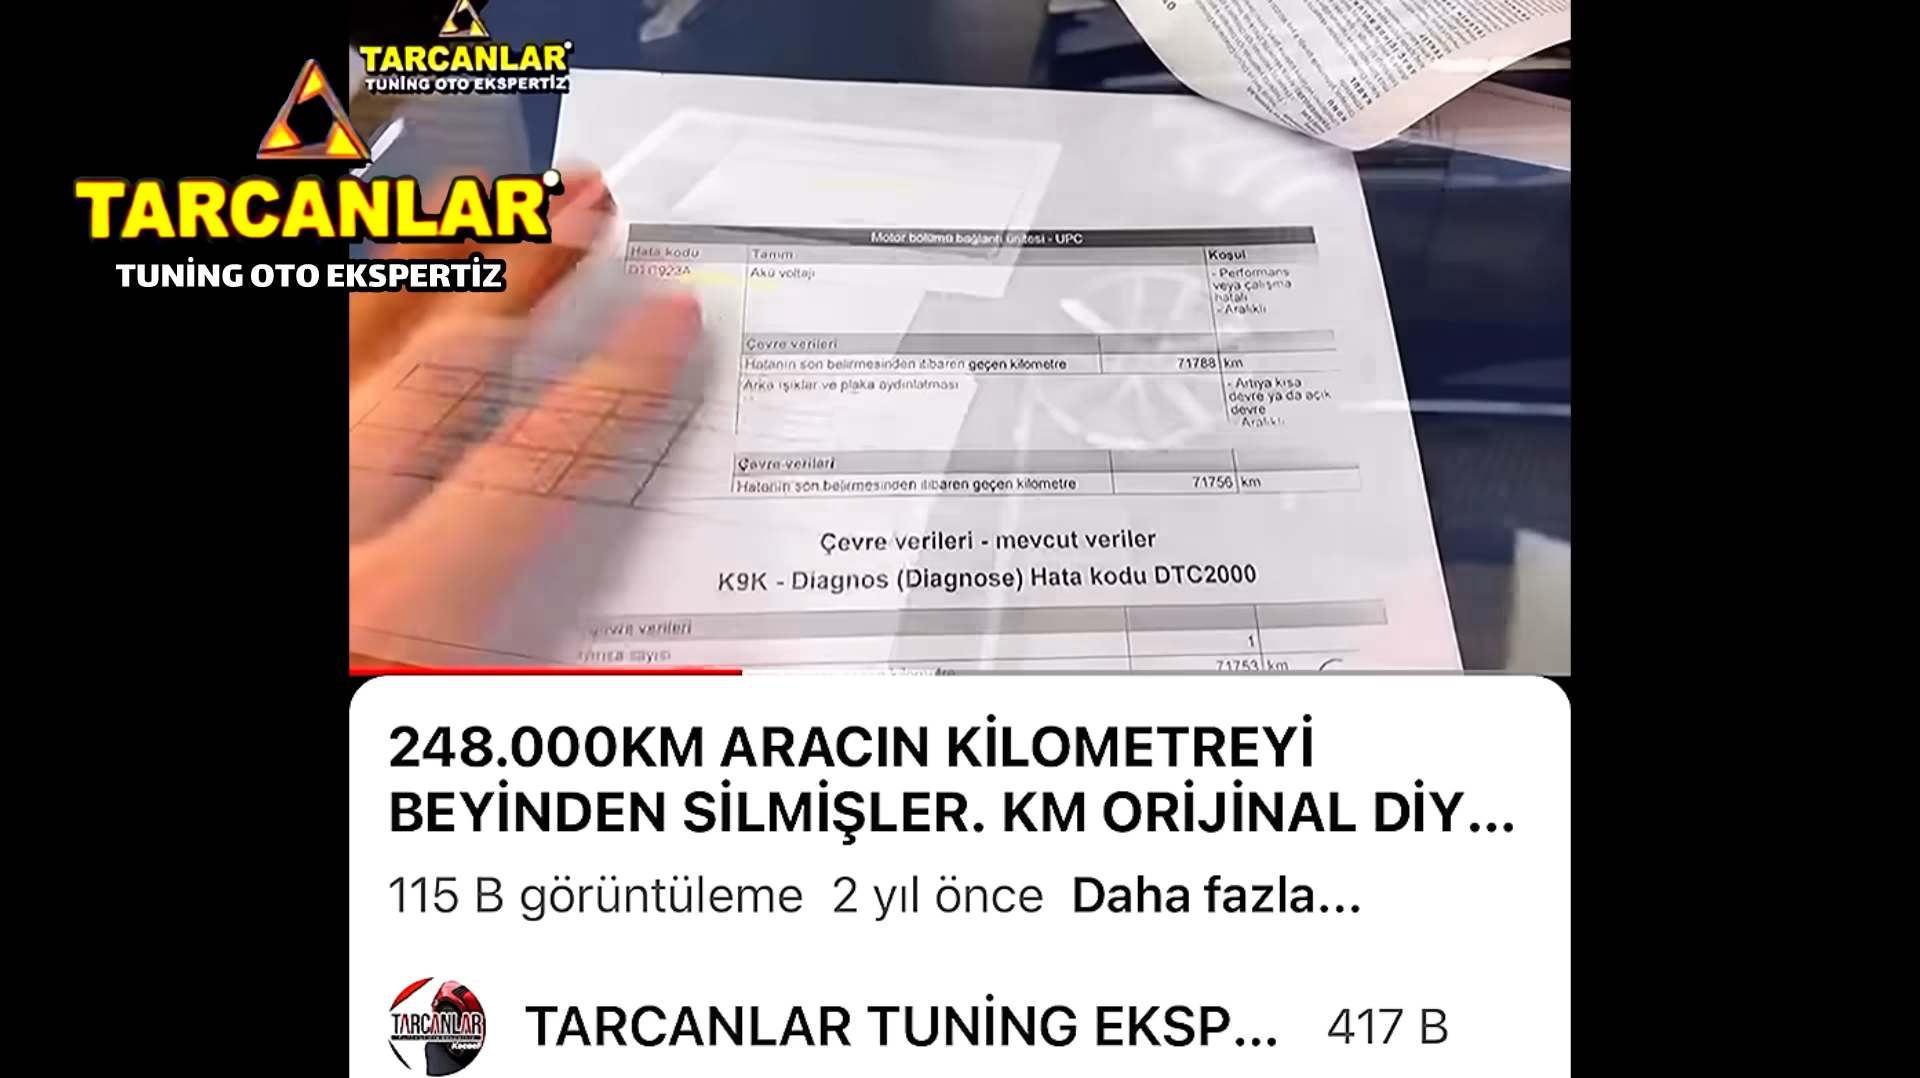 TARCANLAR
TUNİNG OTO EKSPERTİZ
TARCANLAR
TUNİNG OTO EKSPERTİZ
Motor bölümü bağlantı ünitesi - UPC
Hata kodu Tanım Koşul
DTC923A Akü voltajı - Performans
veya çalışma
hatalı
- Aralıklı
Çevre verileri
Hatanın son belirmesinden itibaren geçen kilometre 71788 km
Arka ışıklar ve plaka aydınlatması - Artıya kısa
devre ya da açık
devre
- Aralıklı
Çevre verileri
Hatanın son belirmesinden itibaren geçen kilometre 71756 km
Çevre verileri - mevcut veriler
K9K - Diagnos (Diagnose) Hata kodu DTC2000
verileri
sayısı 1
71753 km
248.000KM ARACIN KİLOMETREYİ
BEYİNDEN SİLMİŞLER. KM ORİJİNAL DİY...
115 B görüntüleme 2 yıl önce Daha fazla...
TARCANLAR
TARCANLAR TUNİNG EKSP... 417 B